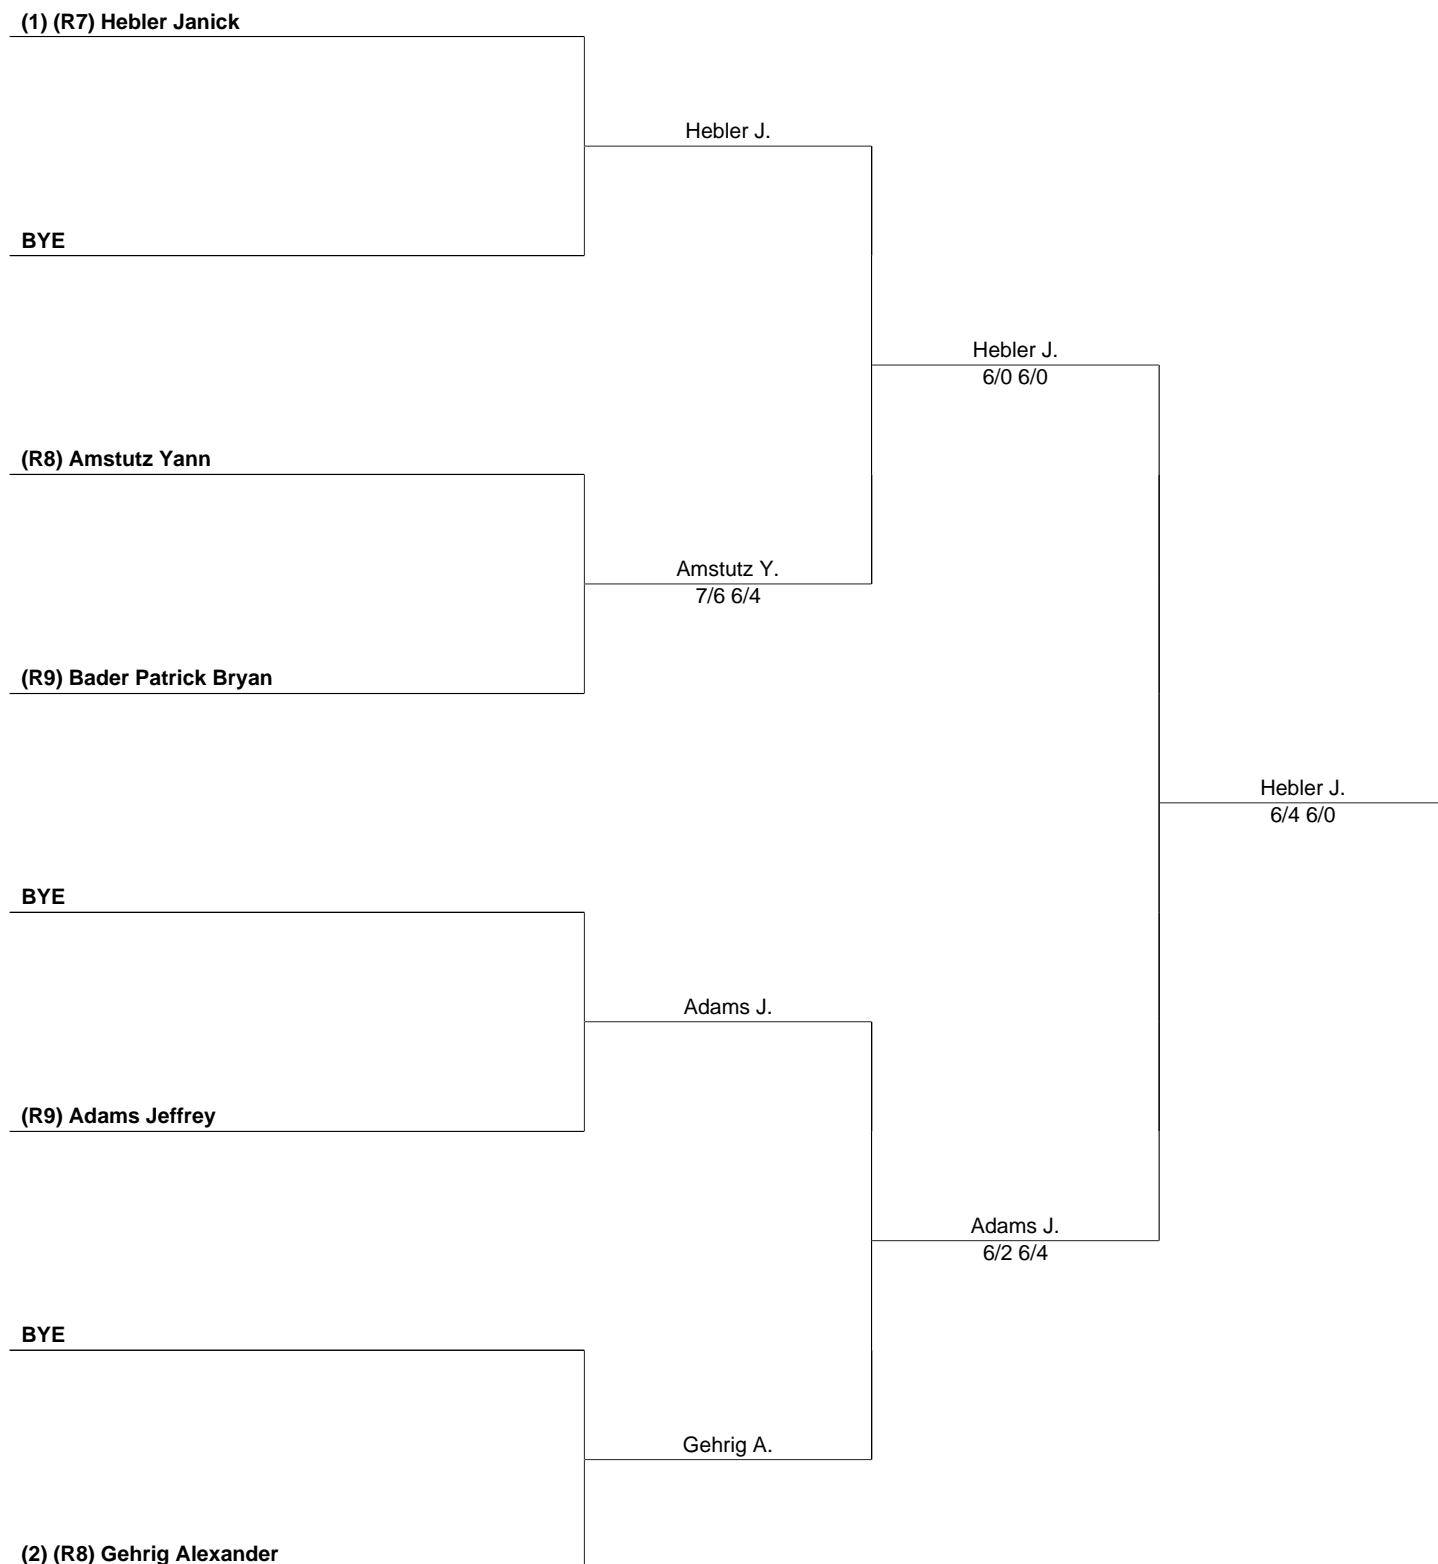 (1) (R7) Hebler Janick
Hebler J.
BYE
Hebler J.
6/0 6/0
(R8) Amstutz Yann
Amstutz Y.
7/6 6/4
(R9) Bader Patrick Bryan
Hebler J.
6/4 6/0
BYE
Adams J.
(R9) Adams Jeffrey
Adams J.
6/2 6/4
BYE
Gehrig A.
(2) (R8) Gehrig Alexander